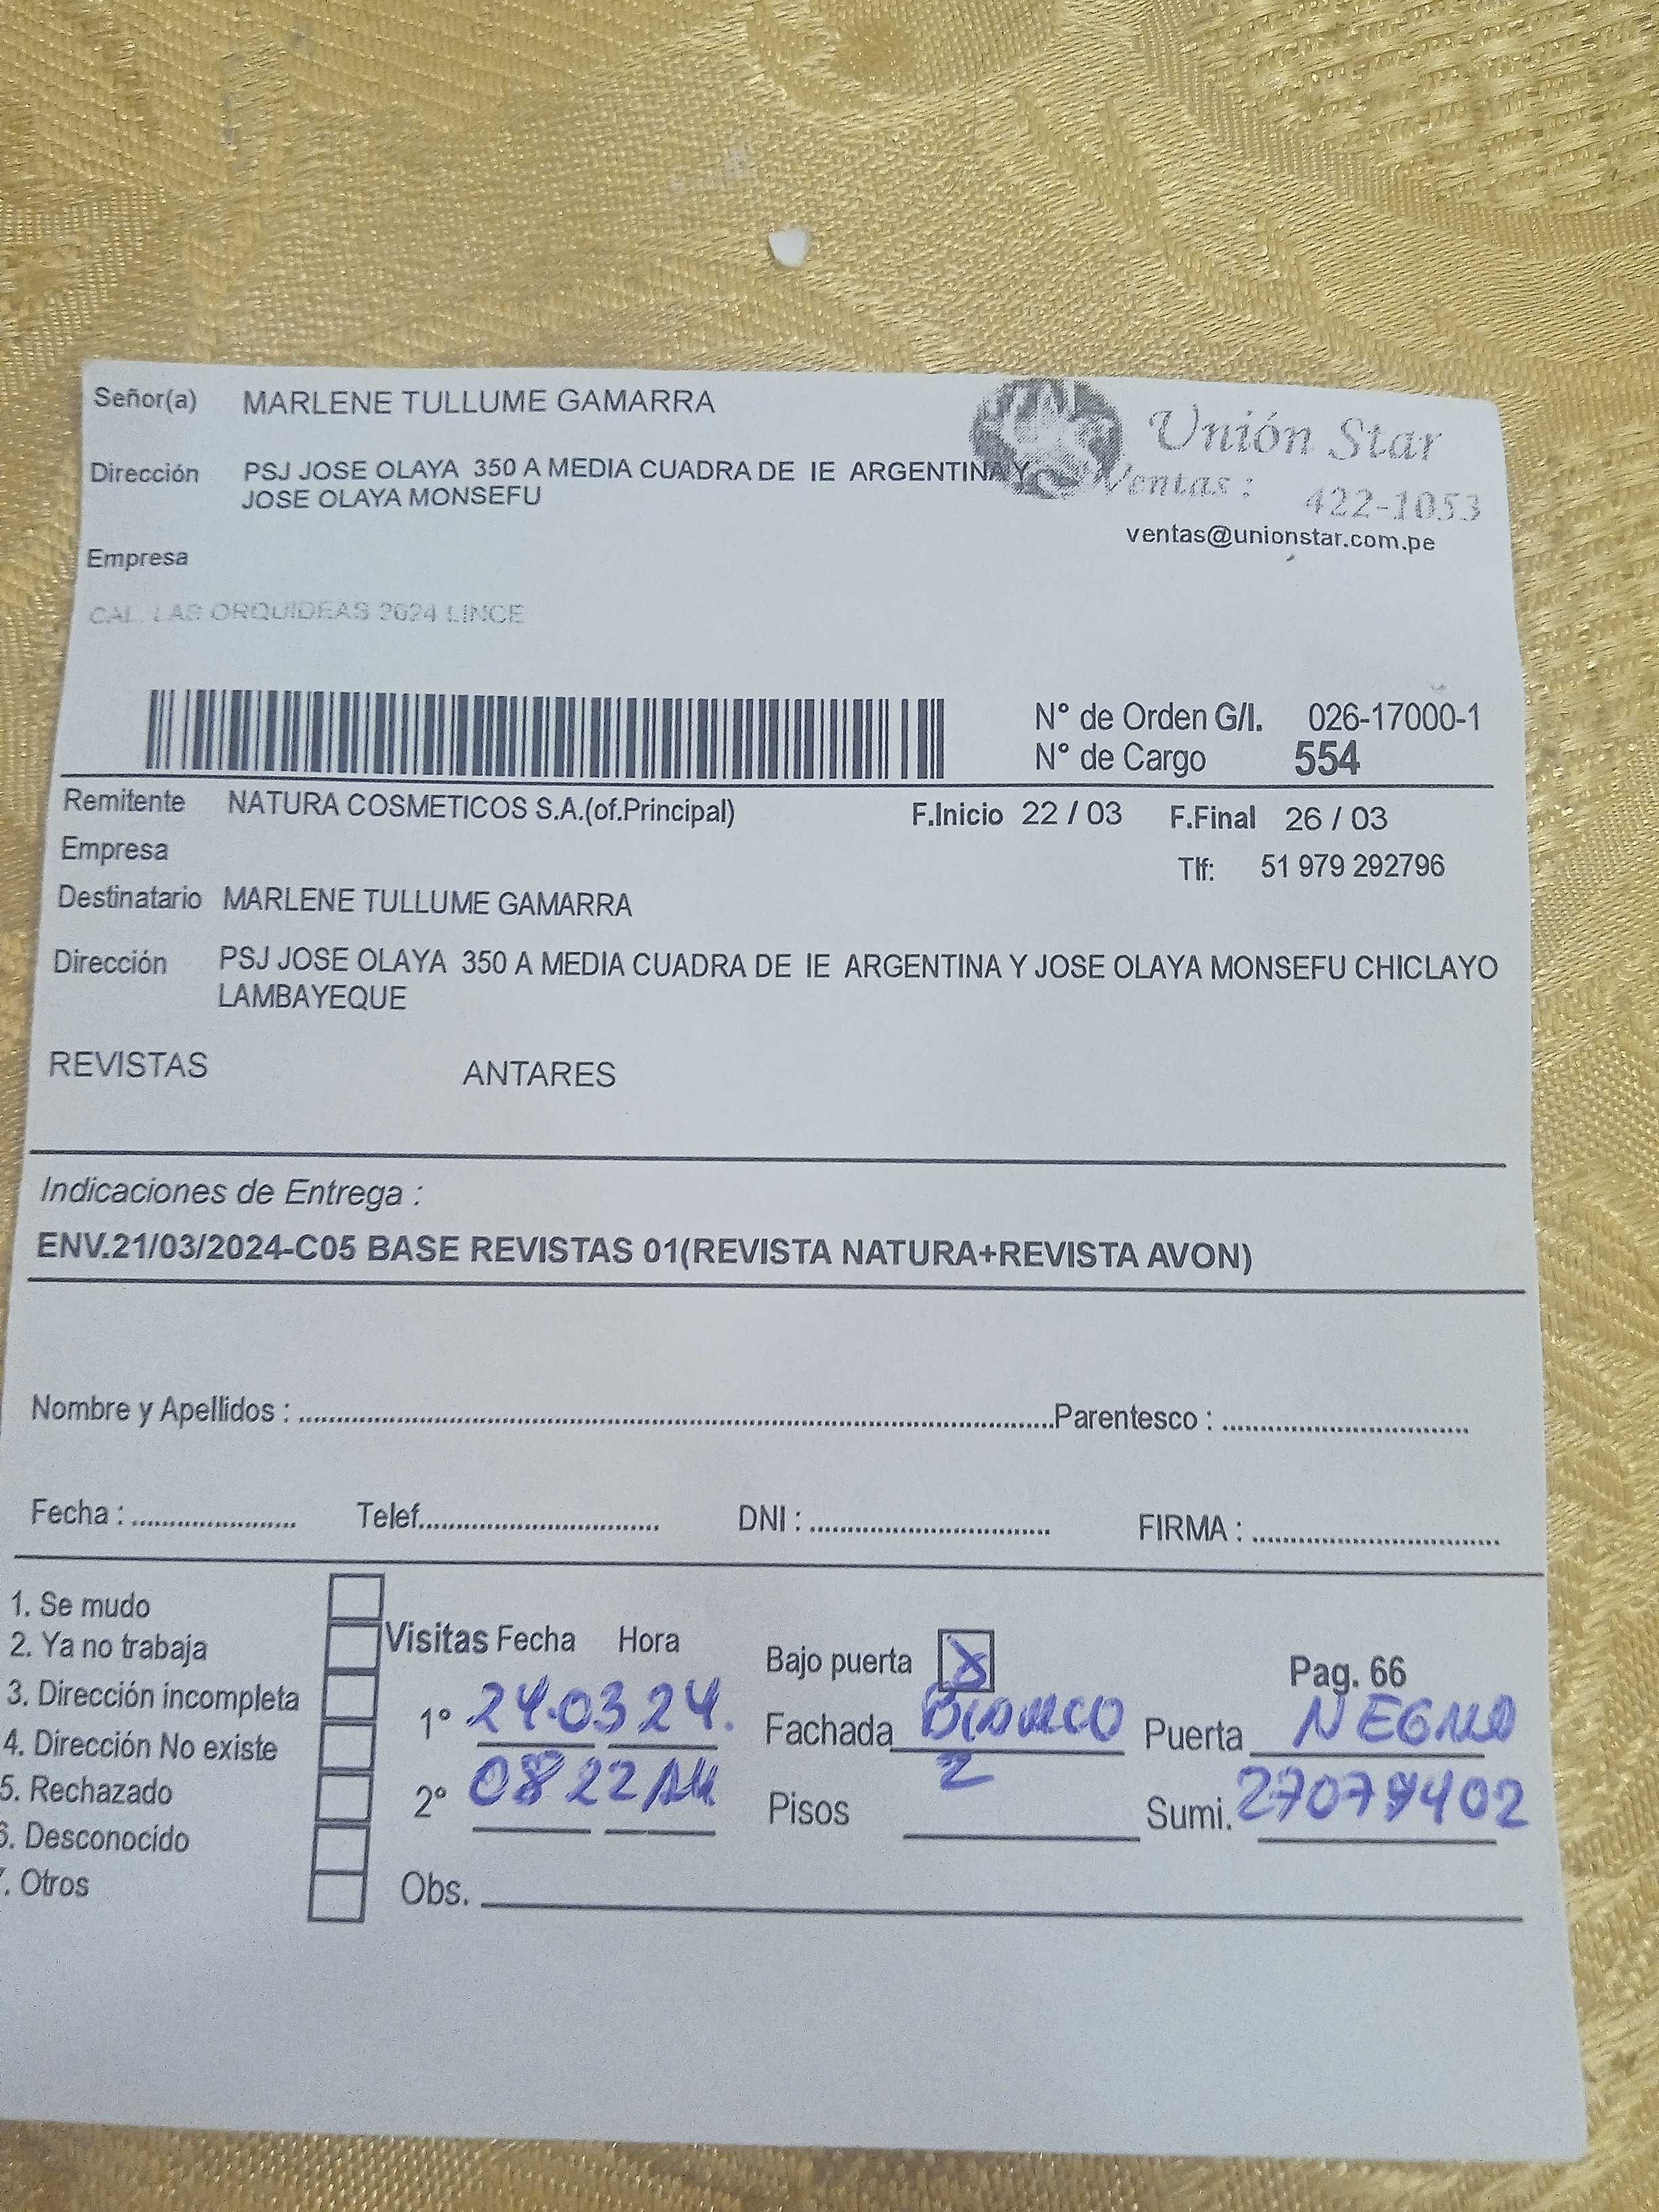 Señor(a) MARLENE TULLUME GAMARRA
Unión Star
Dirección PSJ JOSE OLAYA 350 A MEDIA CUADRA DE IE ARGENTINA Y
JOSE OLAYA MONSEFU
Ventas : 422-1053
ventas@unionstar.com.pe
Empresa
CAL. LAS ORQUIDEAS 2624 LINCE
N° de Orden G/I. 026-17000-1
N° de Cargo 554
Remitente NATURA COSMETICOS S.A.(of.Principal) F.Inicio 22 / 03 F.Final 26 / 03
Empresa Tlf: 51 979 292796
Destinatario MARLENE TULLUME GAMARRA
Dirección PSJ JOSE OLAYA 350 A MEDIA CUADRA DE IE ARGENTINA Y JOSE OLAYA MONSEFU CHICLAYO
LAMBAYEQUE
REVISTAS ANTARES
Indicaciones de Entrega :
ENV.21/03/2024-C05 BASE REVISTAS 01(REVISTA NATURA+REVISTA AVON)
Nombre y Apellidos : Parentesco :
Fecha : Telef. DNI : FIRMA :
1. Se mudo
2. Ya no trabaja
3. Dirección incompleta
4. Dirección No existe
5. Rechazado
6. Desconocido
. Otros
Visitas Fecha Hora
1° 24.03 24.
2° 08 22 AM
Bajo puerta X Pag. 66
Fachada Blanco Puerta NEGRO
Pisos 2 Sumi. 27079402
Obs.